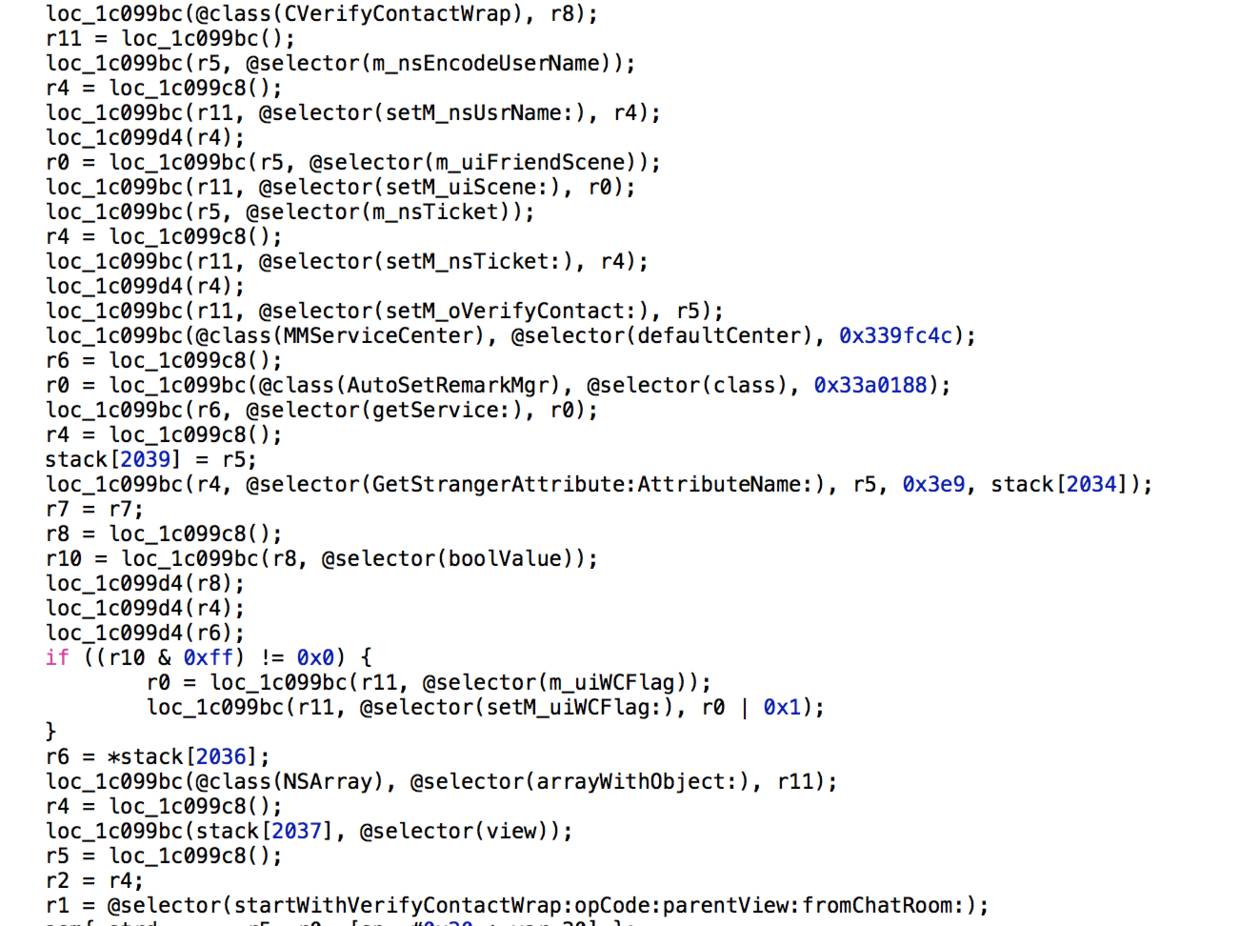 loc_1c099bc(@class(CVerifyContactWrap), r8);
r11 = loc_1c099bc();
loc_1c099bc(r5, @selector(m_nsEncodeUserName));
r4 = loc_1c099c8();
loc_1c099bc(r11, @selector(setM_nsUsrName:), r4);
loc_1c099d4(r4);
r0 = loc_1c099bc(r5, @selector(m_uiFriendScene));
loc_1c099bc(r11, @selector(setM_uiScene:), r0);
loc_1c099bc(r5, @selector(m_nsTicket));
r4 = loc_1c099c8();
loc_1c099bc(r11, @selector(setM_nsTicket:), r4);
loc_1c099d4(r4);
loc_1c099bc(r11, @selector(setM_oVerifyContact:), r5);
loc_1c099bc(@class(MMServiceCenter), @selector(defaultCenter), 0x339fc4c);
r6 = loc_1c099c8();
r0 = loc_1c099bc(@class(AutoSetRemarkMgr), @selector(class), 0x33a0188);
loc_1c099bc(r6, @selector(getService:), r0);
r4 = loc_1c099c8();
stack[2039] = r5;
loc_1c099bc(r4, @selector(GetStrangerAttribute:AttributeName:), r5, 0x3e9, stack[2034]);
r7 = r7;
r8 = loc_1c099c8();
r10 = loc_1c099bc(r8, @selector(boolValue));
loc_1c099d4(r8);
loc_1c099d4(r4);
loc_1c099d4(r6);
if ((r10 & 0xff) != 0x0) {
r0 = loc_1c099bc(r11, @selector(m_uiWCFlag));
loc_1c099bc(r11, @selector(setM_uiWCFlag:), r0 | 0x1);
}
r6 = *stack[2036];
loc_1c099bc(@class(NSArray), @selector(arrayWithObject:), r11);
r4 = loc_1c099c8();
loc_1c099bc(stack[2037], @selector(view));
r5 = loc_1c099c8();
r2 = r4;
r1 = @selector(startWithVerifyContactWrap:opCode:parentView:fromChatRoom:);